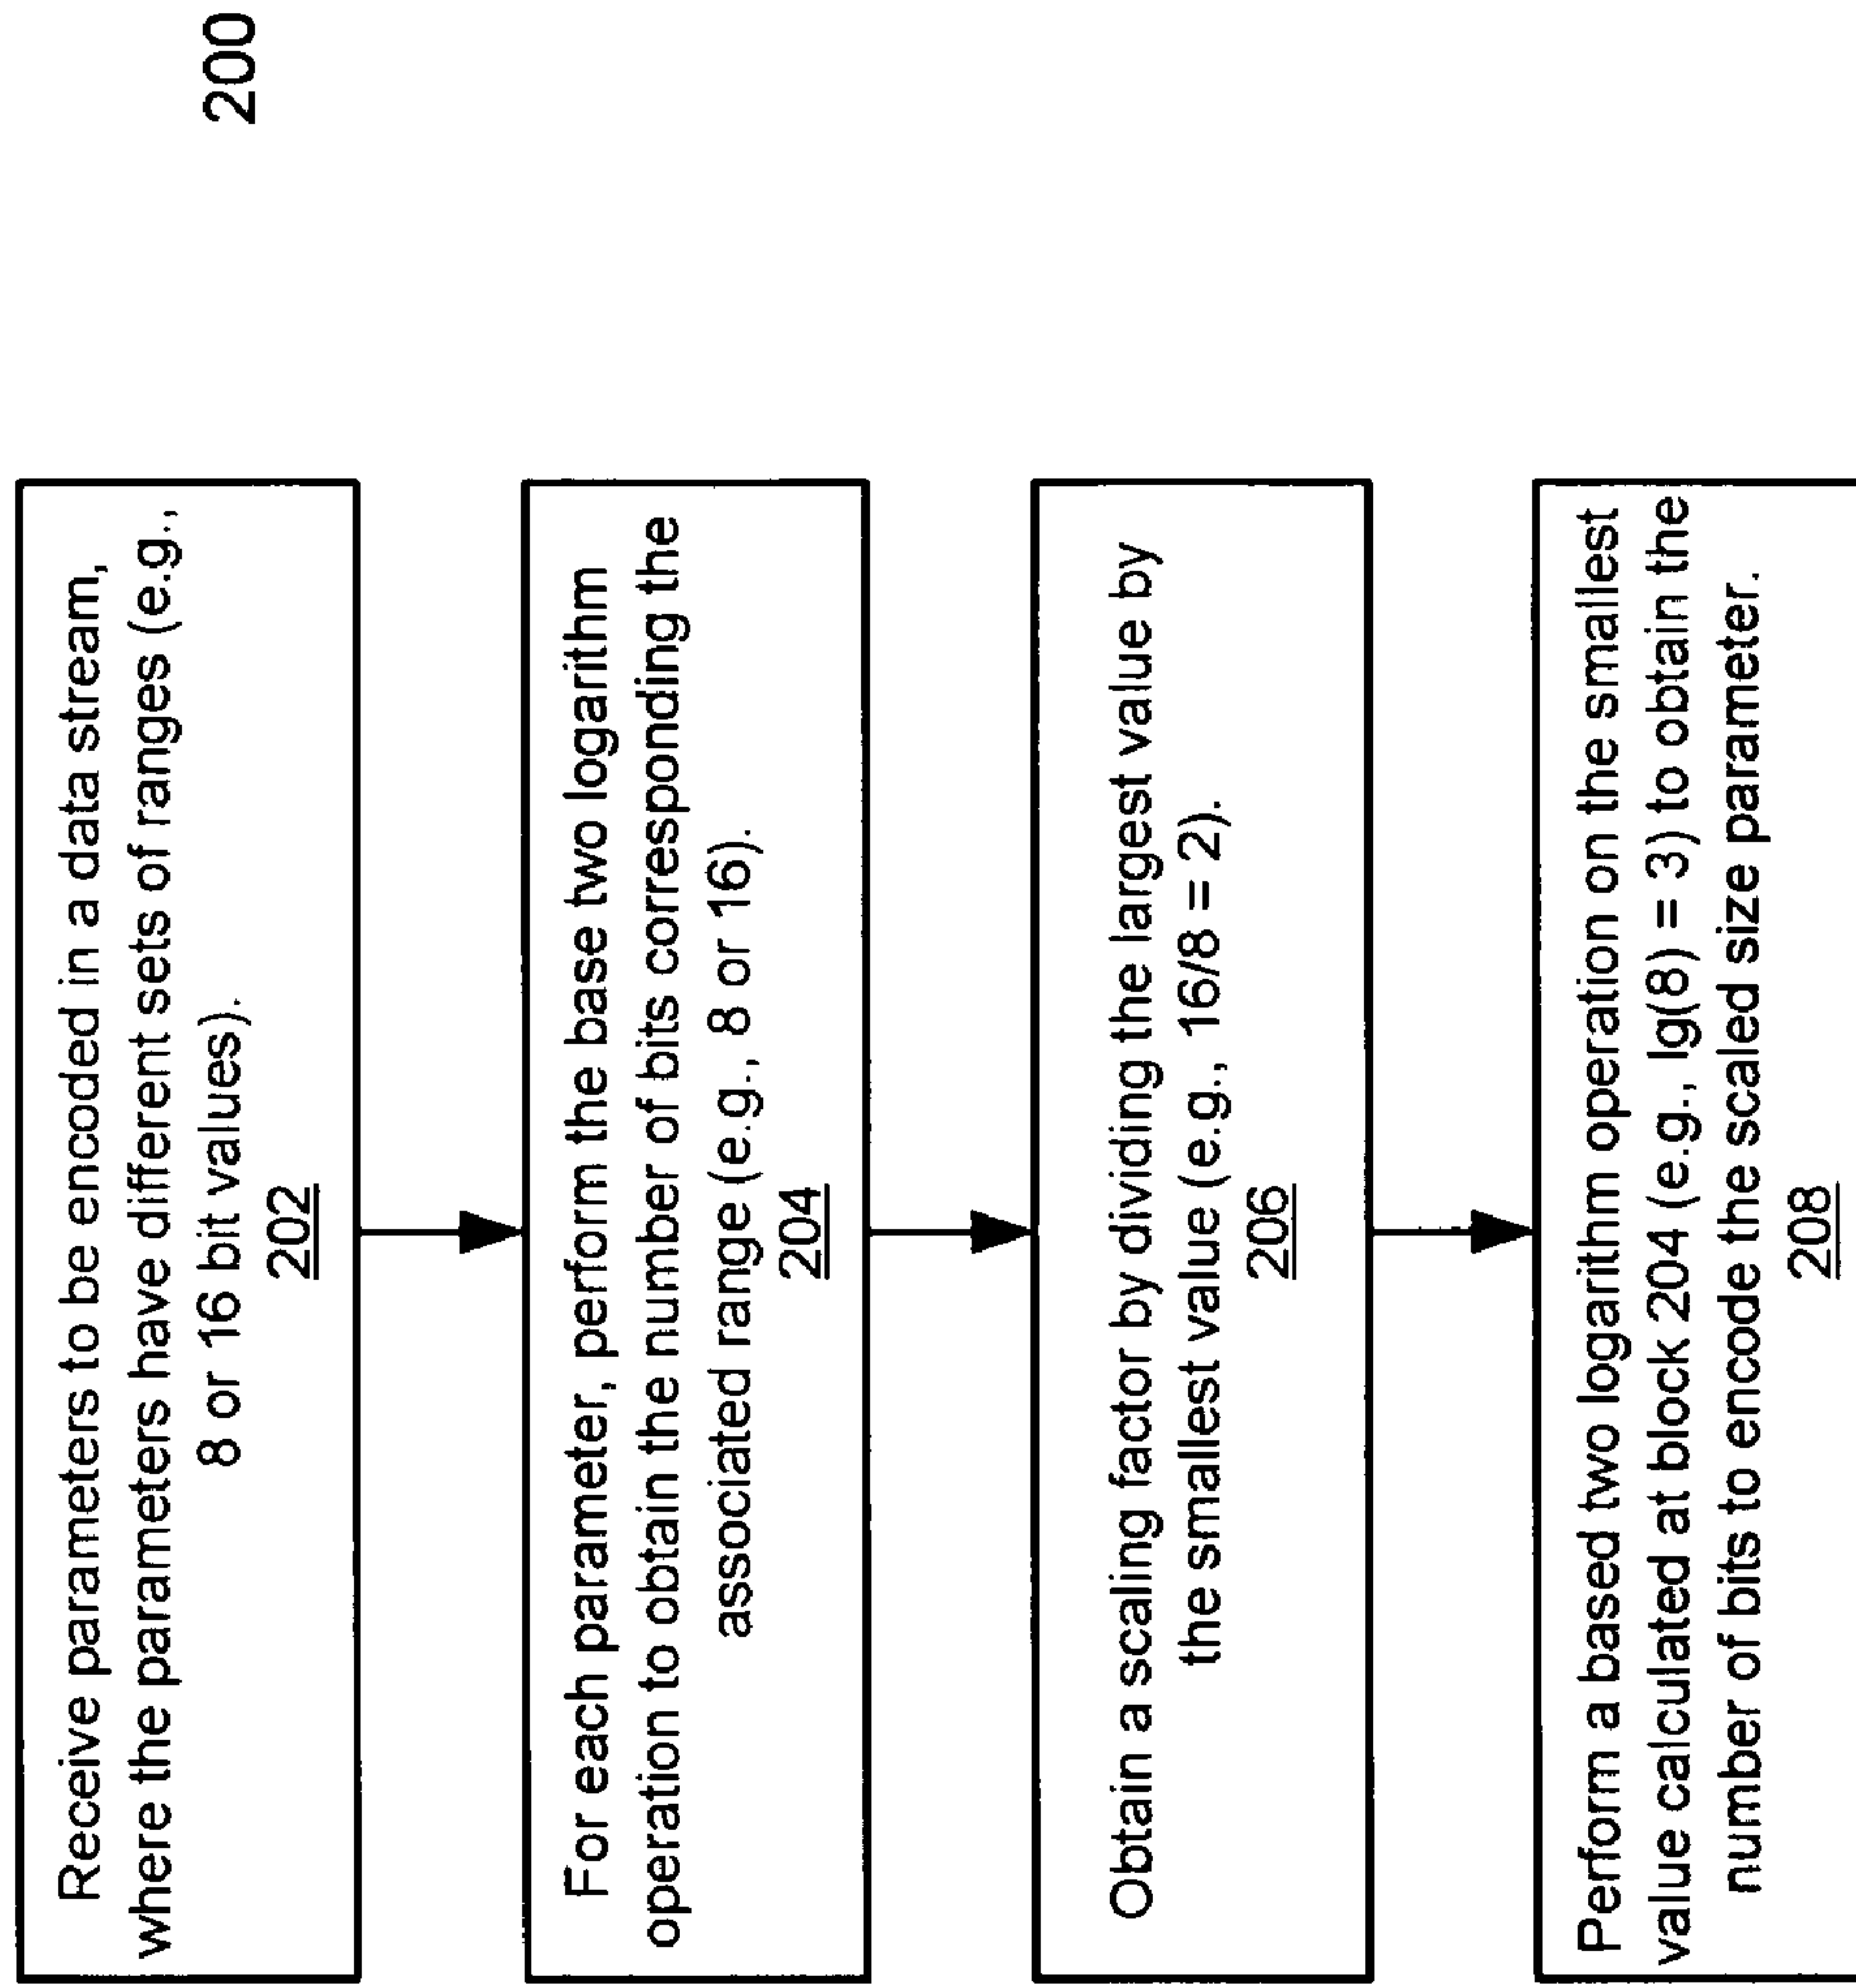 200
Receive parameters to be encoded in a data stream,
where the parameters have different sets of ranges (e.g.,
8 or 16 bit values).
202
For each parameter, perform the base two logarithm
operation to obtain the number of bits corresponding the
associated range (e.g., 8 or 16).
204
Obtain a scaling factor by dividing the largest value by
the smallest value (e.g., 16/8 = 2).
206
Perform a based two logarithm operation on the smallest
value calculated at block 204 (e.g., lg(8) = 3) to obtain the
number of bits to encode the scaled size parameter.
208